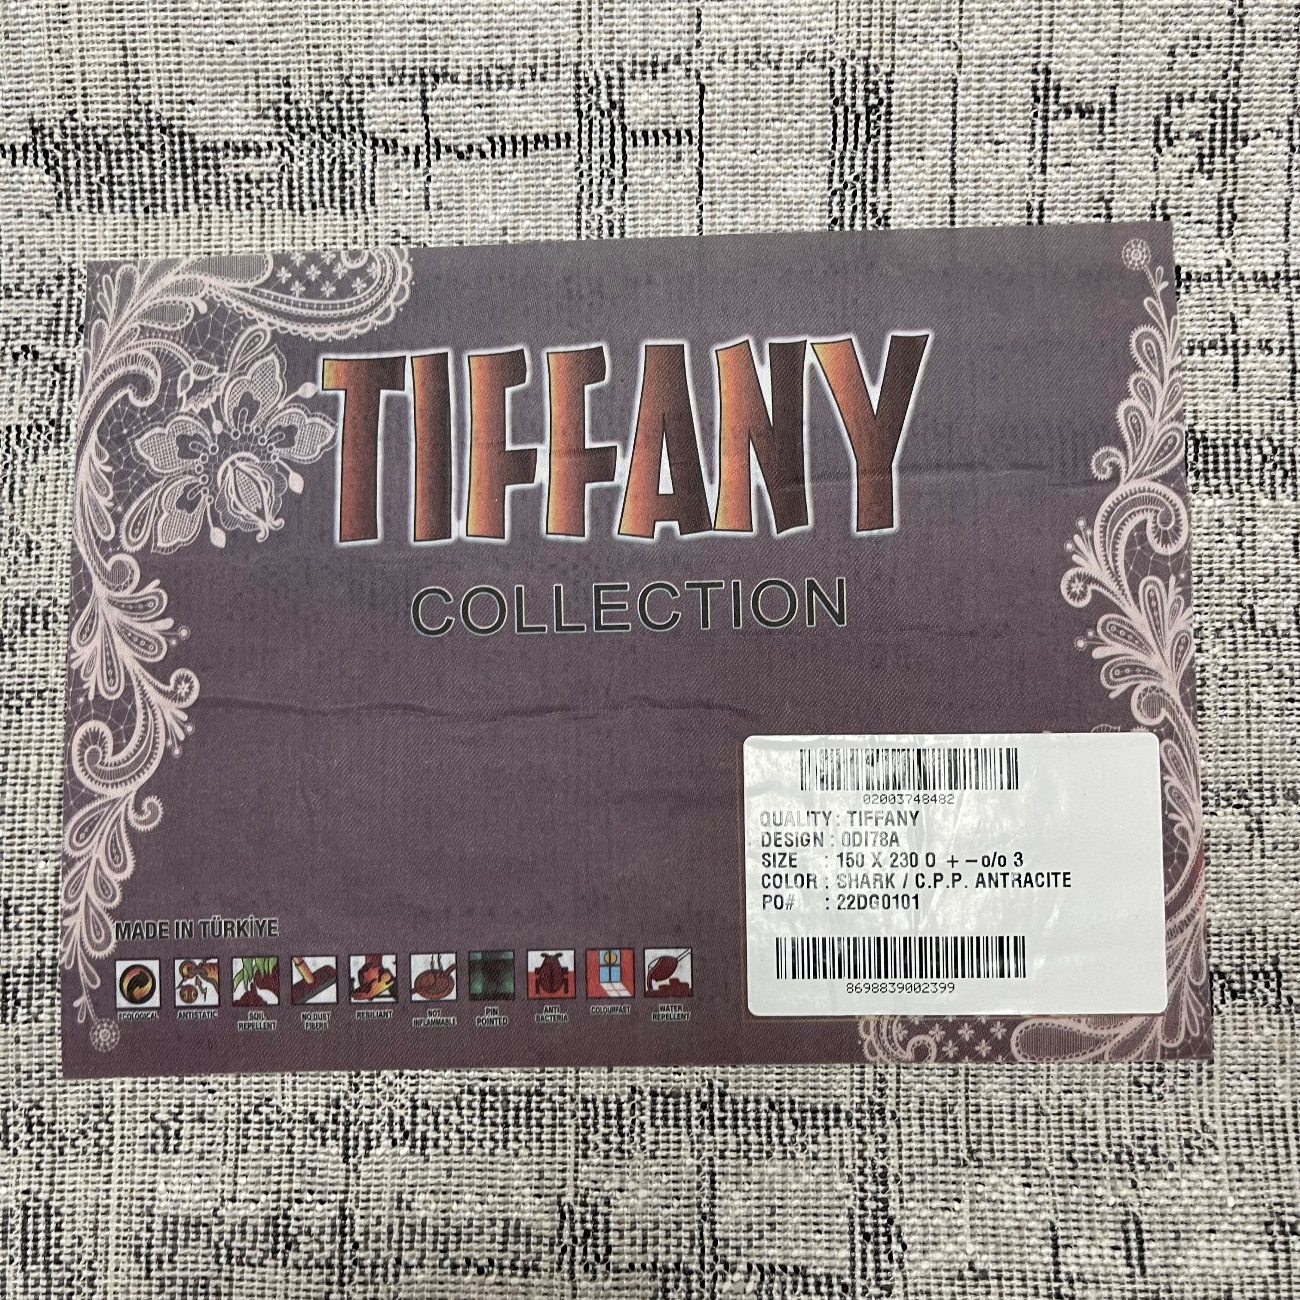 TIFFANY
COLLECTION
02003748482
QUALITY : TIFFANY
DESIGN : 0DI78A
SIZE : 150 X 230 O +-o/o 3
COLOR : SHARK / C.P.P. ANTRACITE
PO# : 22DG0101
8698839002399
MADE IN TÜRKİYE
ECOLOGICAL
ANTISTATIC
SOIL REPELLENT
NO DUST FIBERS
RESILIANT
NOT INFLAMMABLE
PIN POINTED
ANTI BACTERIA
COLOURFAST
WATER REPELLENT